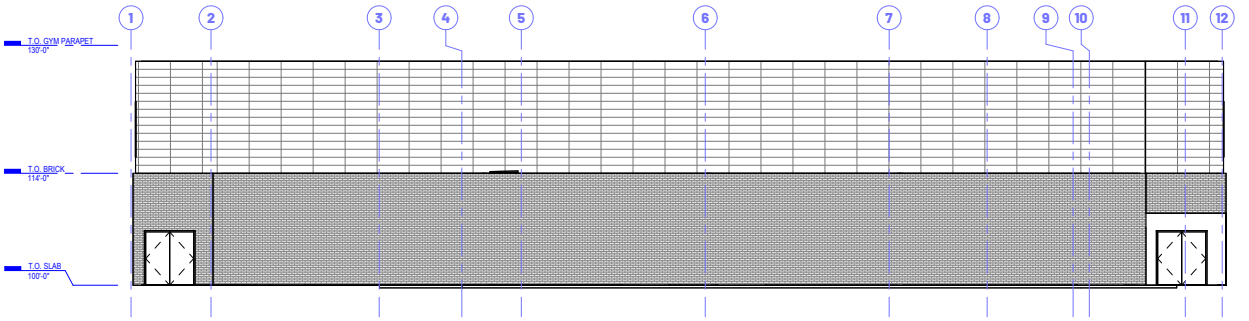 1 2 3 4 5 6 7 8 9 10 11 12
T.O. GYM PARAPET
130'-0"
T.O. BRICK
114'-0"
T.O. SLAB
100'-0"